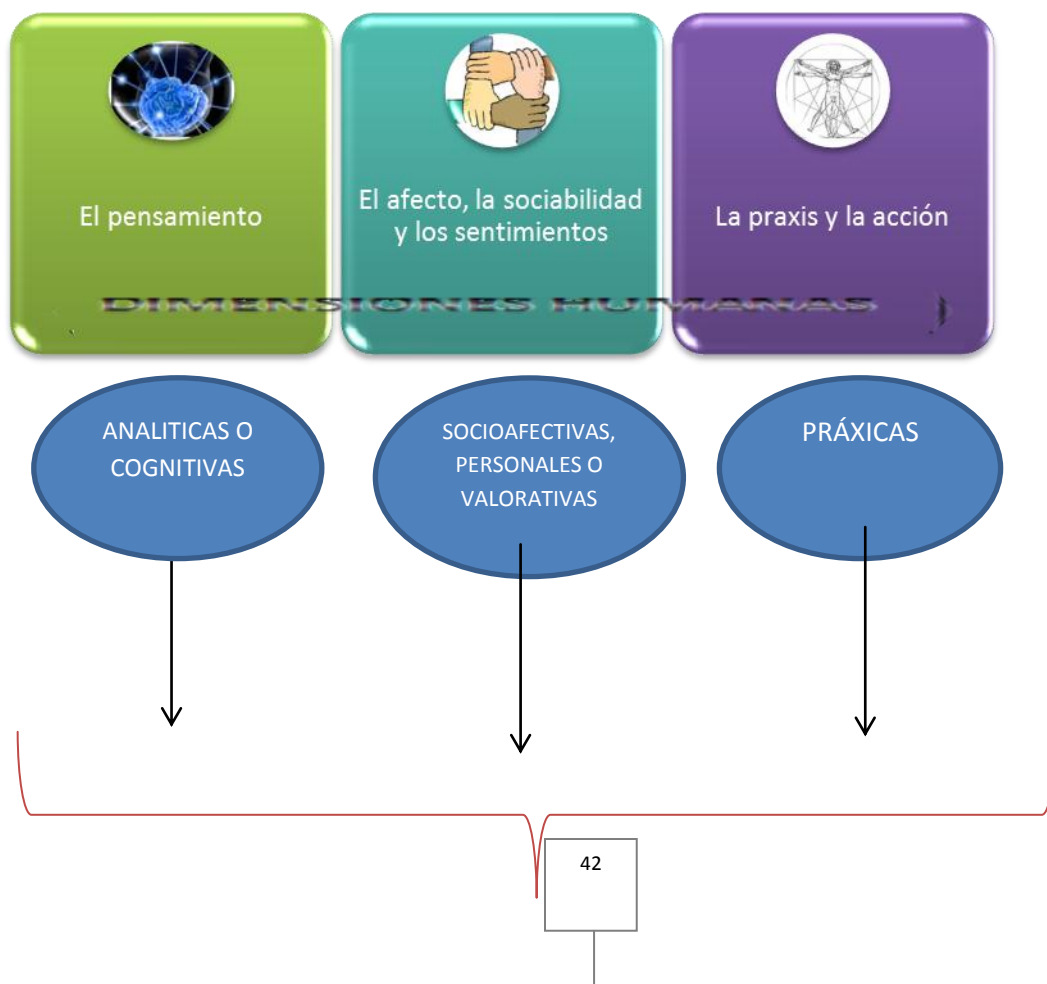 El pensamiento
El afecto, la sociabilidad
y los sentimientos
La praxis y la acción
DIMENSIONES HUMANAS
ANALITICAS O
COGNITIVAS
SOCIOAFECTIVAS,
PERSONALES O
VALORATIVAS
PRÁXICAS
42